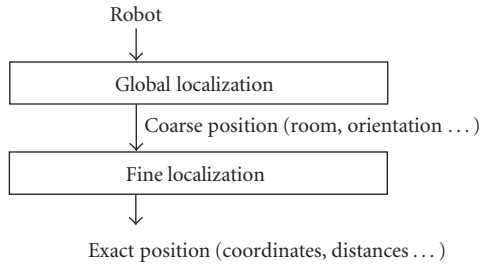 Robot
Global localization
Coarse position (room, orientation ...)
Fine localization
Exact position (coordinates, distances ...)